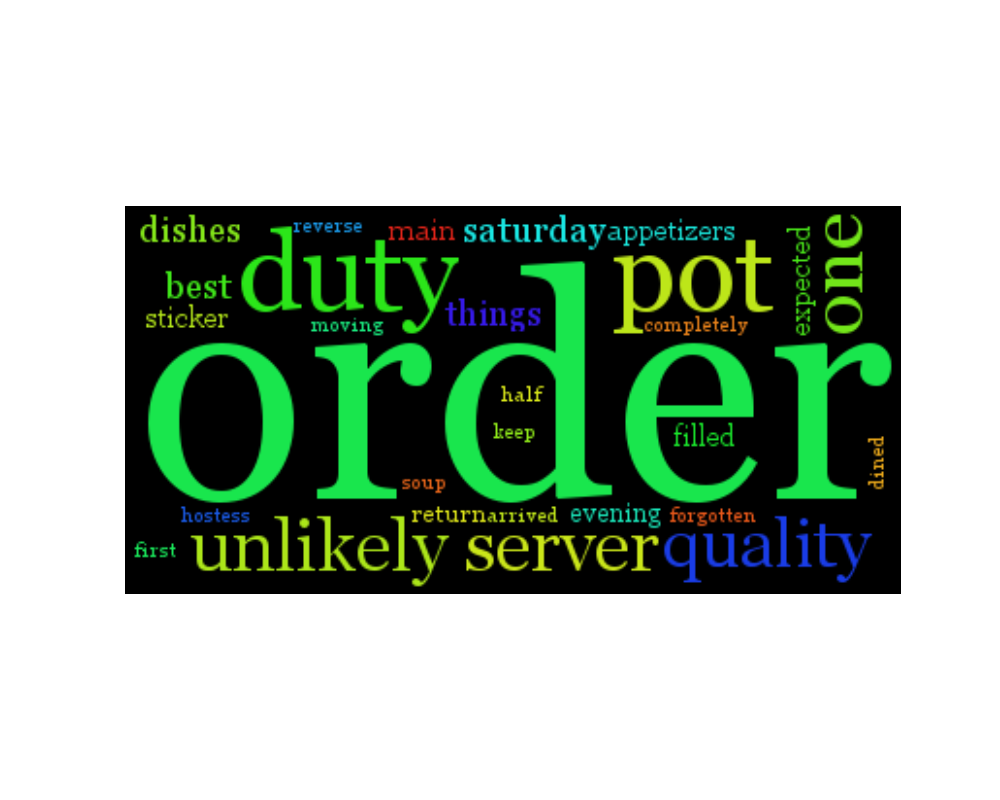 dishes
reverse
main
saturday
appetizers
expected
one
best
duty
pot
sticker
moving
things
completely
order
half
keep
filled
dined
soup
hostess
return
arrived
evening
forgotten
first
unlikely
server
quality